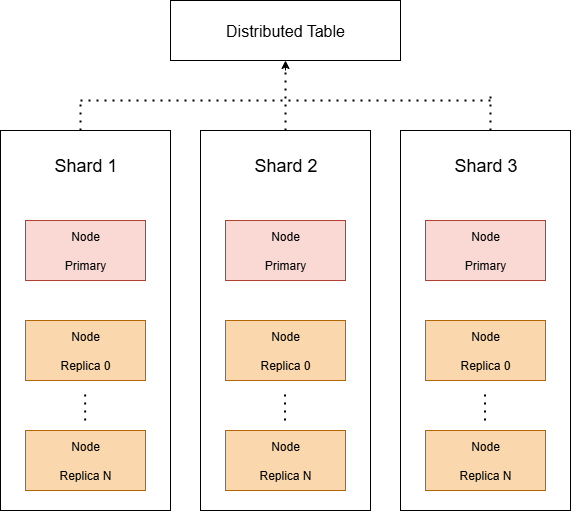 Distributed Table
Shard 1
Shard 2
Shard 3
Node
Primary
Node
Primary
Node
Primary
Node
Replica 0
Node
Replica 0
Node
Replica 0
Node
Replica N
Node
Replica N
Node
Replica N